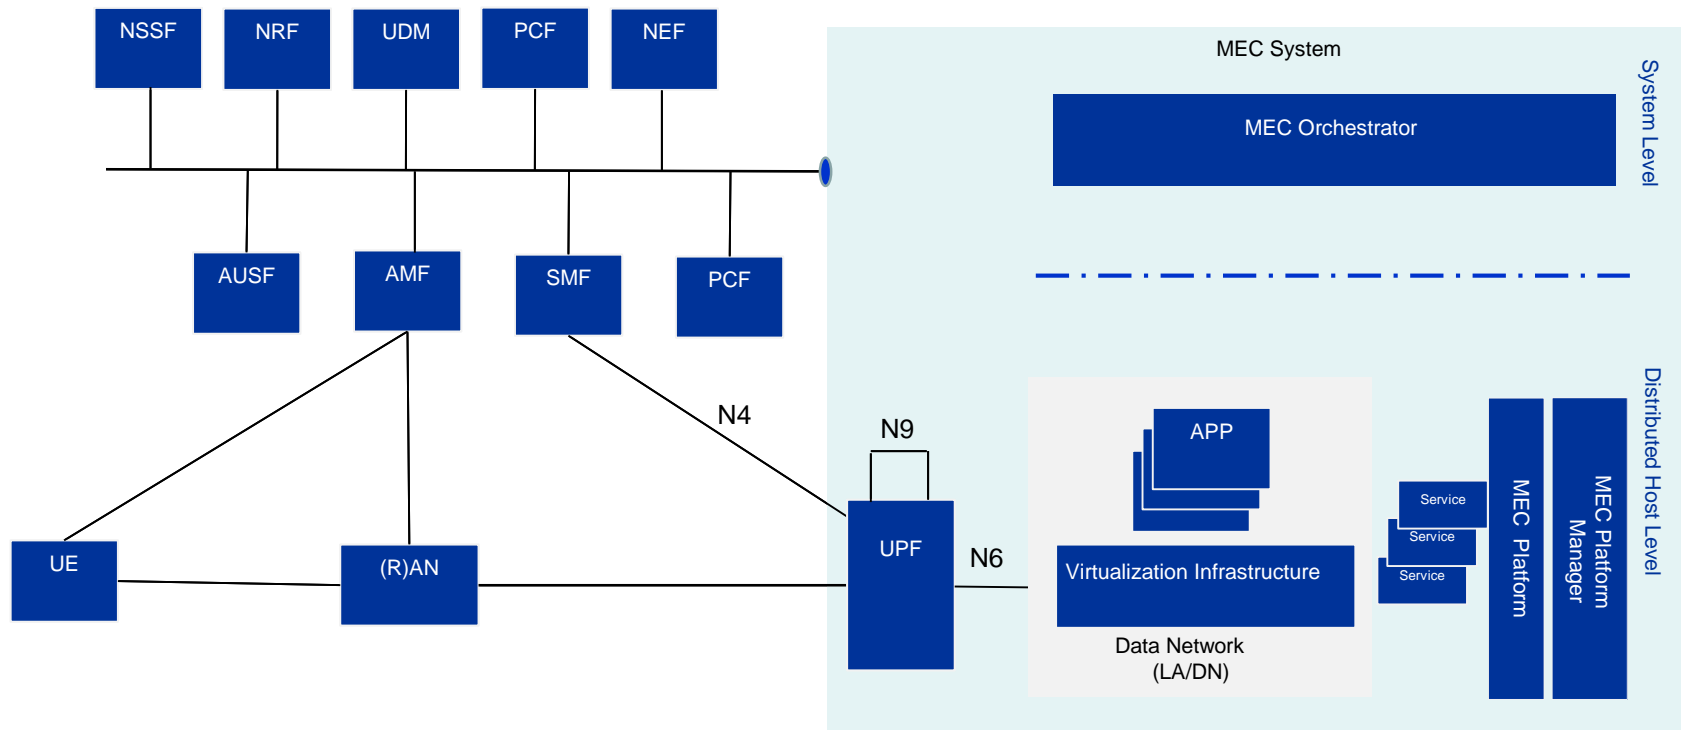 NSSF
NRF
UDM
PCF
NEF
MEC System
MEC Orchestrator
System Level
AUSF
AMF
SMF
PCF
Distributed Host Level
N4
N9
APP
UE
(R)AN
UPF
N6
Virtualization Infrastructure
Data Network
(LA/DN)
Service
Service
Service
MEC Platform
MEC Platform
Manager